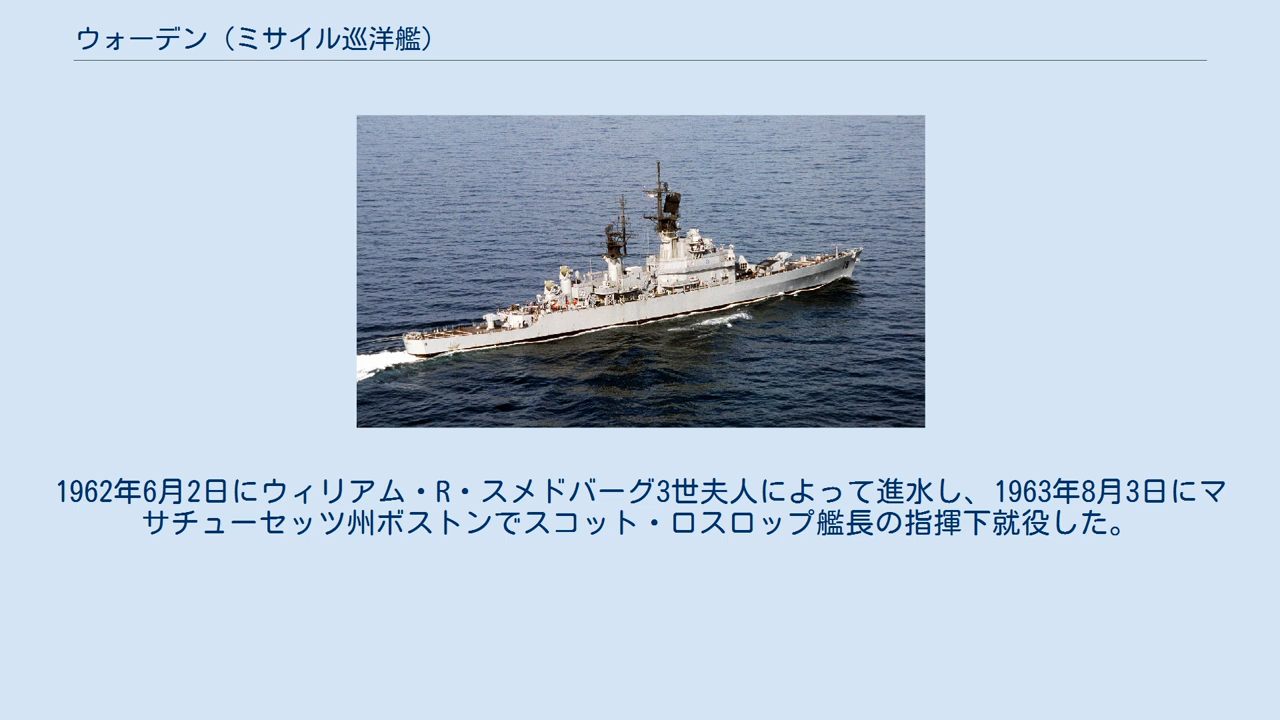 ウォーデン（ミサイル巡洋艦）
1962年6月2日にウィリアム・R・スメドバーグ3世夫人によって進水し、1963年8月3日にマ
サチューセッツ州ボストンでスコット・ロスロップ艦長の指揮下就役した。